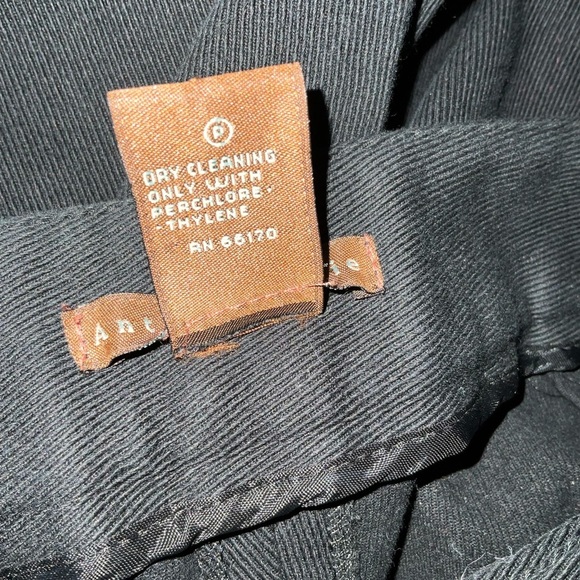 P
DRY CLEANING
ONLY WITH
PERCHLORE-
-THYLENE
RN 66170
Ant